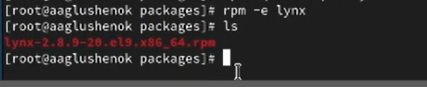 [root@aaglushenok packages]# rpm -e lynx
[root@aaglushenok packages]# ls
lynx-2.8.9-20.el9.x86_64.rpm
[root@aaglushenok packages]#